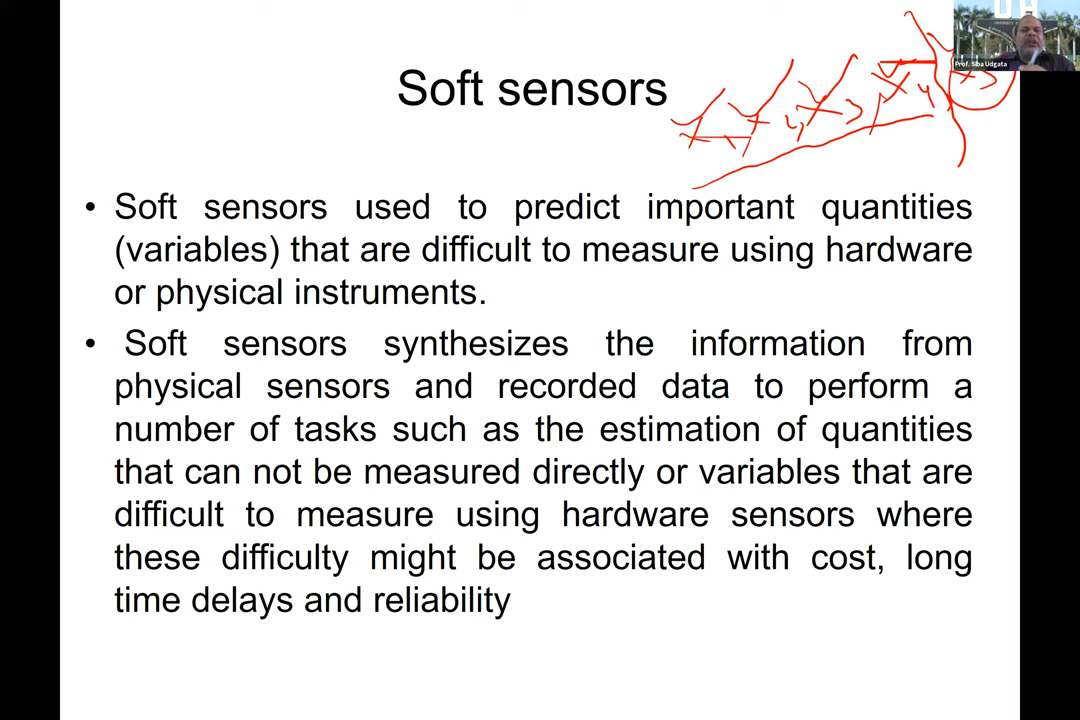 Prof. Siba Udgata
Soft sensors
• Soft sensors used to predict important quantities
(variables) that are difficult to measure using hardware
or physical instruments.
• Soft sensors synthesizes the information from
physical sensors and recorded data to perform a
number of tasks such as the estimation of quantities
that can not be measured directly or variables that are
difficult to measure using hardware sensors where
these difficulty might be associated with cost, long
time delays and reliability